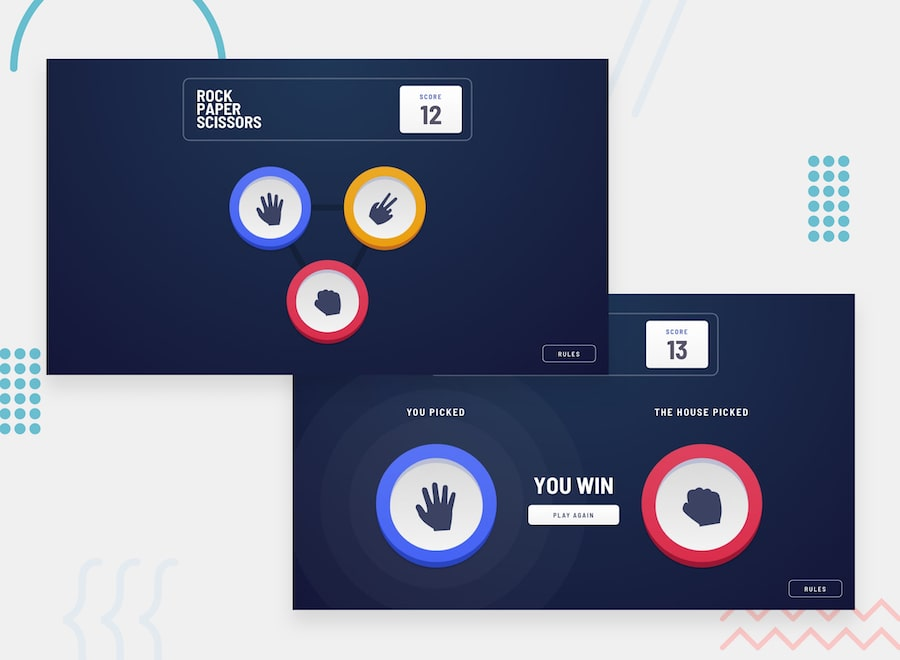 ROCK
PAPER
SCISSORS
SCORE
12
RULES
SCORE
13
YOU PICKED
THE HOUSE PICKED
YOU WIN
PLAY AGAIN
RULES